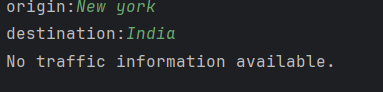 origin:New york
destination:India
No traffic information available.